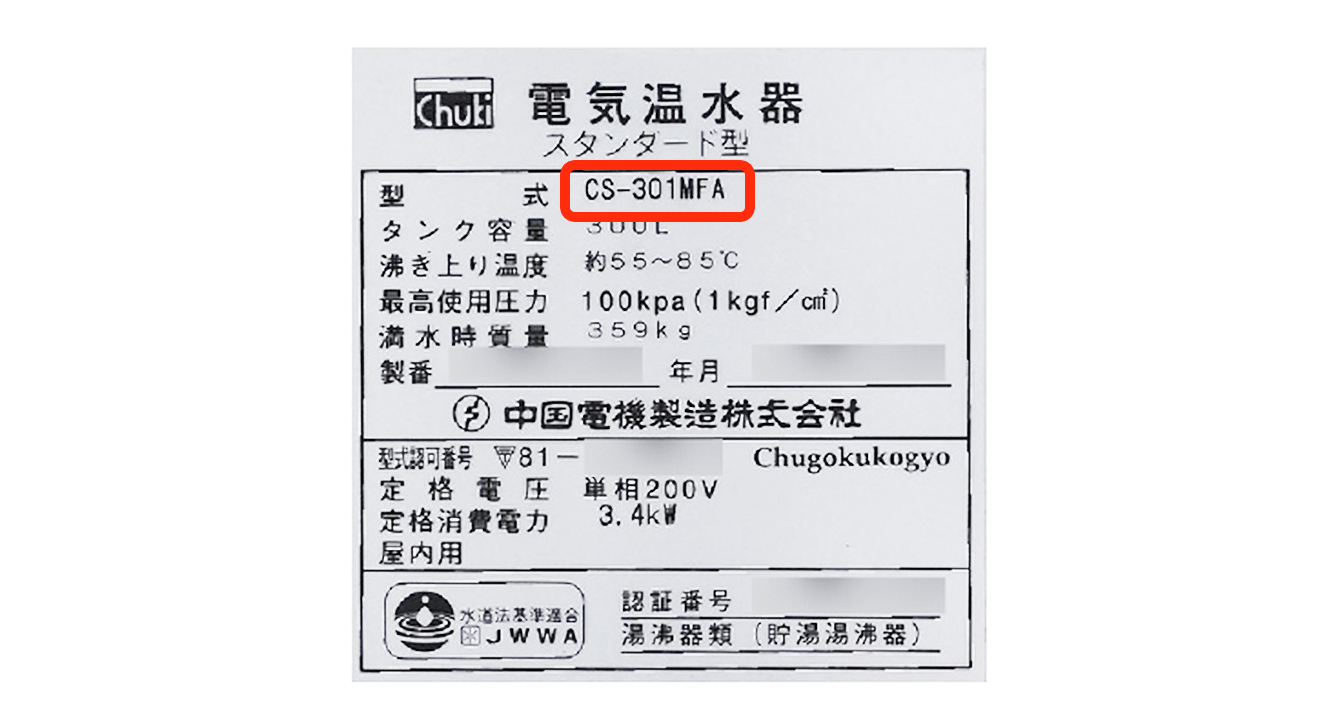 Chuki 電気温水器
スタンダード型
型式 CS-301MFA
タンク容量 300L
沸き上り温度 約55~85℃
最高使用圧力 100kpa(1kgf/c㎡)
満水時質量 359kg
製番 年月
中国電機製造株式会社
型式認可番号 81- Chugokukogyo
定格電圧 単相200V
定格消費電力 3.4kW
屋内用
水道法基準適合
JWWA
認証番号
湯沸器類 (貯湯湯沸器)